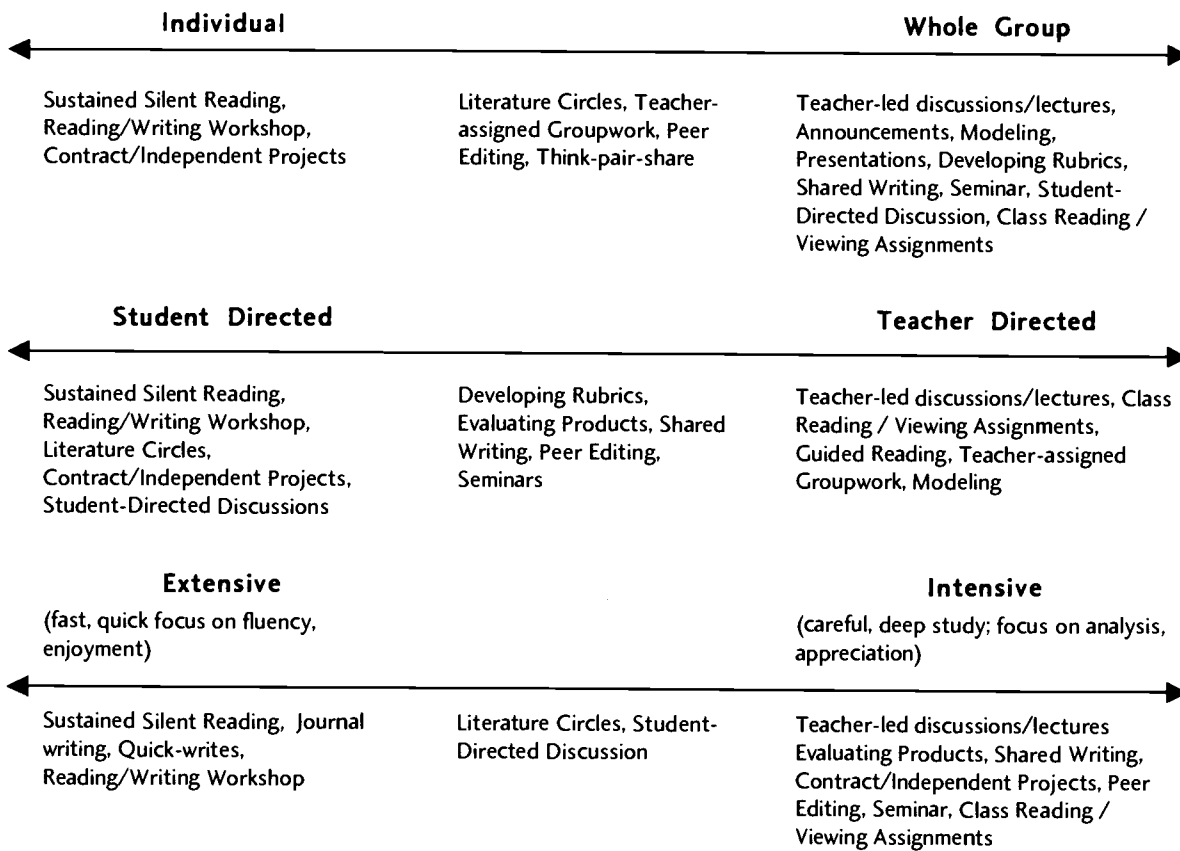 Individual
Whole Group
Sustained Silent Reading,
Reading/Writing Workshop,
Contract/Independent Projects
Literature Circles, Teacher-
assigned Groupwork, Peer
Editing, Think-pair-share
Teacher-led discussions/lectures,
Announcements, Modeling,
Presentations, Developing Rubrics,
Shared Writing, Seminar, Student-
Directed Discussion, Class Reading /
Viewing Assignments
Student Directed
Teacher Directed
Sustained Silent Reading,
Reading/Writing Workshop,
Literature Circles,
Contract/Independent Projects,
Student-Directed Discussions
Developing Rubrics,
Evaluating Products, Shared
Writing, Peer Editing,
Seminars
Teacher-led discussions/lectures, Class
Reading / Viewing Assignments,
Guided Reading, Teacher-assigned
Groupwork, Modeling
Extensive
(fast, quick focus on fluency,
enjoyment)
Intensive
(careful, deep study; focus on analysis,
appreciation)
Sustained Silent Reading, Journal
writing, Quick-writes,
Reading/Writing Workshop
Literature Circles, Student-
Directed Discussion
Teacher-led discussions/lectures
Evaluating Products, Shared Writing,
Contract/Independent Projects, Peer
Editing, Seminar, Class Reading /
Viewing Assignments